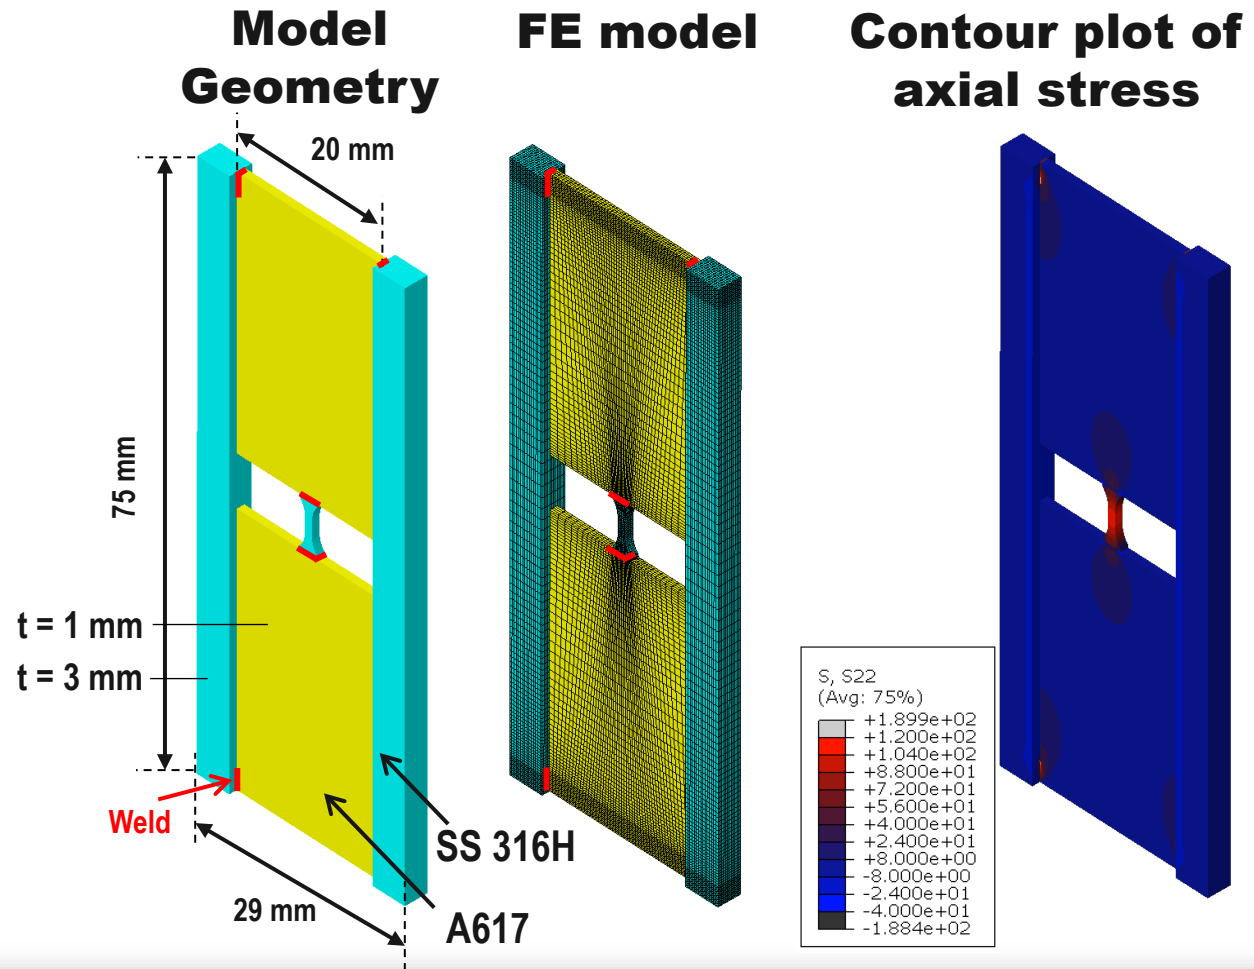 Model
Geometry
FE model
Contour plot of
axial stress
20 mm
75 mm
t = 1 mm
t = 3 mm
Weld
SS 316H
A617
29 mm
S, S22
(Avg: 75%)
+1.899e+02
+1.200e+02
+1.040e+02
+8.800e+01
+7.200e+01
+5.600e+01
+4.000e+01
+2.400e+01
+8.000e+00
-8.000e+00
-2.400e+01
-4.000e+01
-1.884e+02